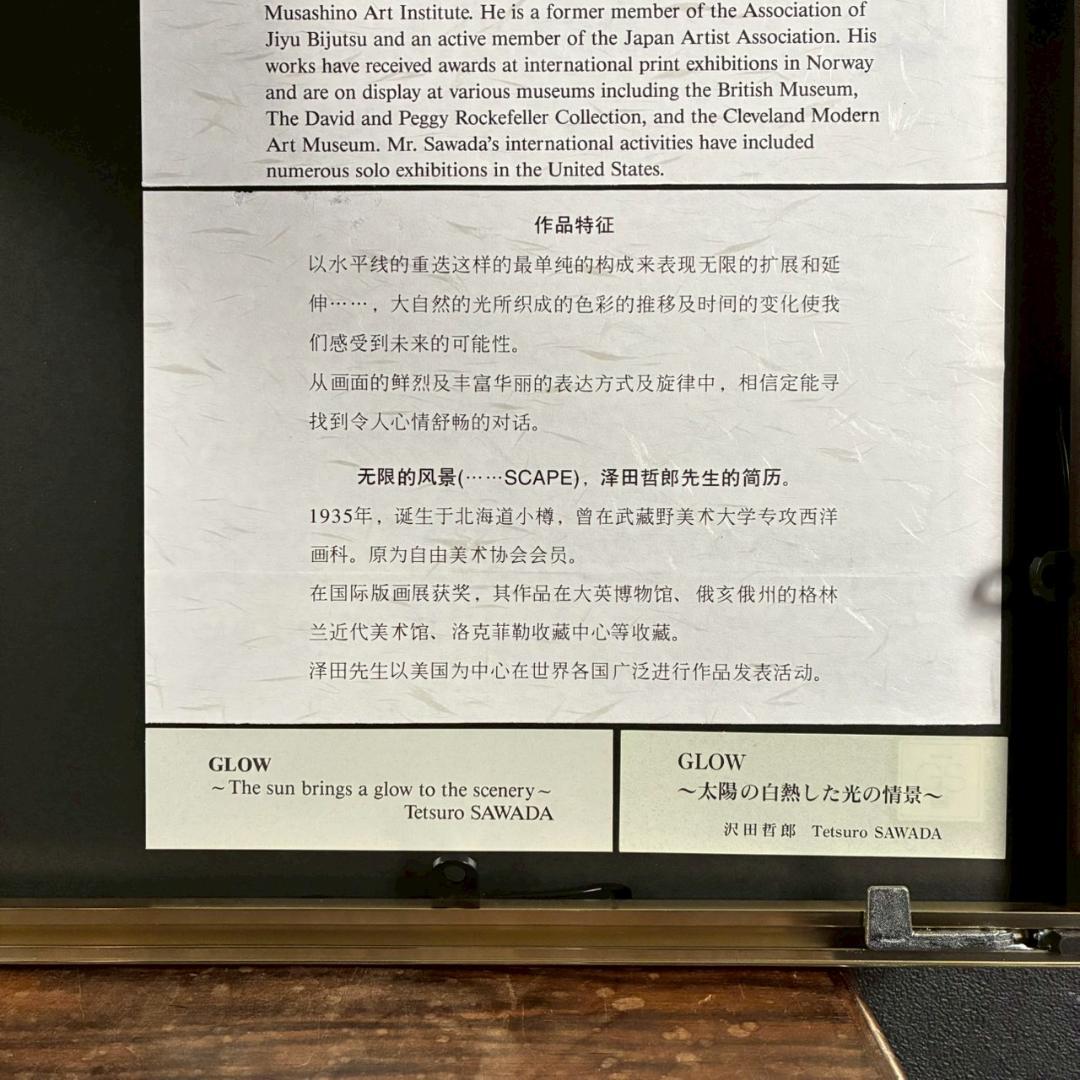 Musashino Art Institute. He is a former member of the Association of
Jiyu Bijutsu and an active member of the Japan Artist Association. His
works have received awards at international print exhibitions in Norway
and are on display at various museums including the British Museum,
The David and Peggy Rockefeller Collection, and the Cleveland Modern
Art Museum. Mr. Sawada's international activities have included
numerous solo exhibitions in the United States.
作品特征
以水平线的重迭这样的最单纯的构成来表现无限的扩展和延
伸……，大自然的光所织成的色彩的推移及时间的变化使我
们感受到未来的可能性。
从画面的鲜烈及丰富华丽的表达方式及旋律中，相信定能寻
找到令人心情舒畅的对话。
无限的风景(……SCAPE)，泽田哲郎先生的简历。
1935年，诞生于北海道小樽，曾在武藏野美术大学专攻西洋
画科。原为自由美术协会会员。
在国际版画展获奖，其作品在大英博物馆、俄亥俄州的格林
兰近代美术馆、洛克菲勒收藏中心等收藏。
泽田先生以美国为中心在世界各国广泛进行作品发表活动。
GLOW
～The sun brings a glow to the scenery～
Tetsuro SAWADA
GLOW
～太陽の白熱した光の情景～
沢田哲郎 Tetsuro SAWADA